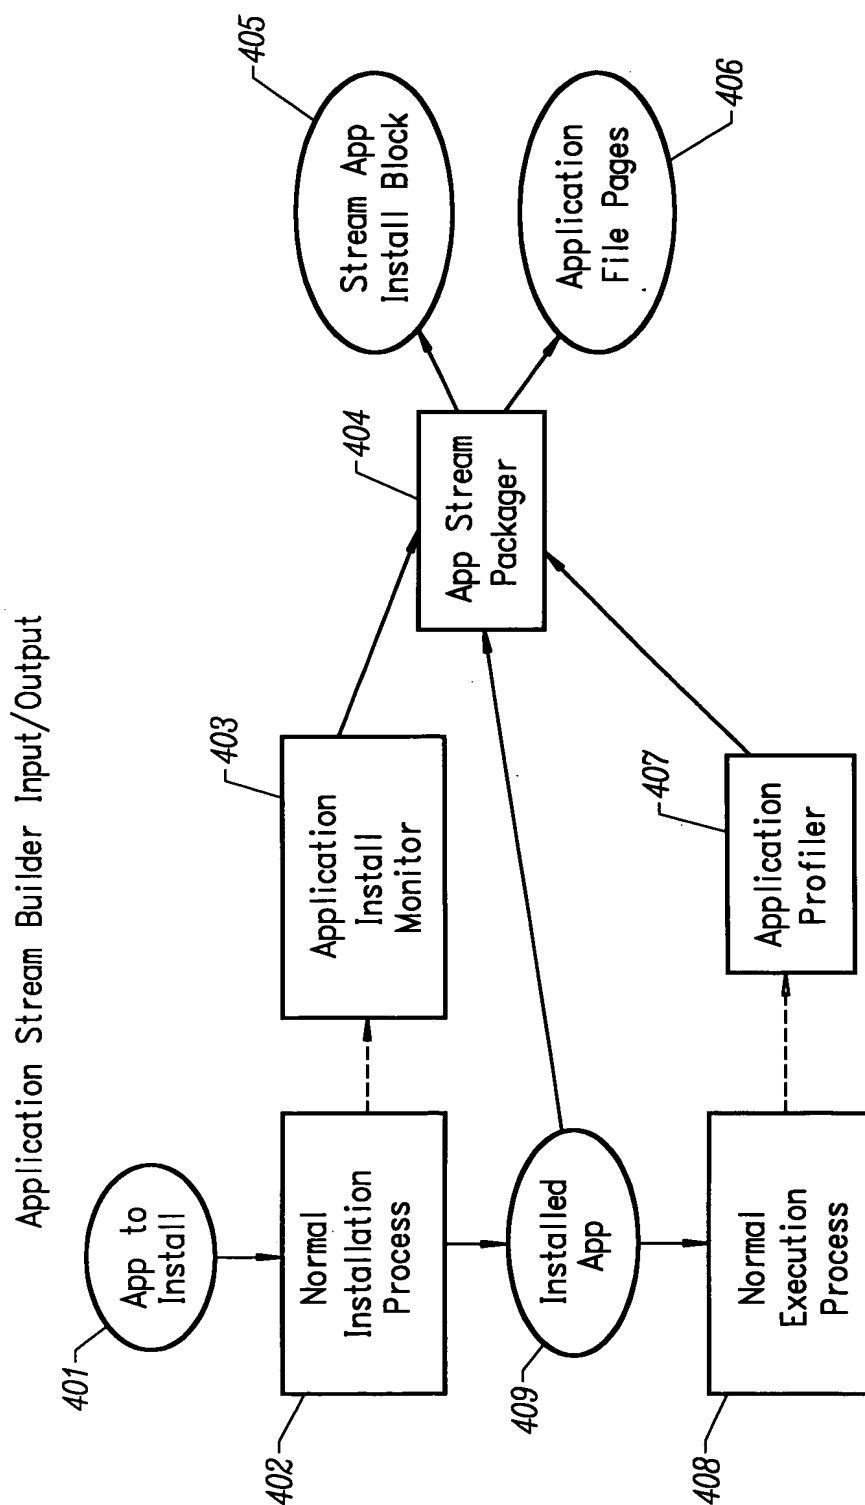 Application Stream Builder Input/Output
401
App to
Install
402
Normal
Installation
Process
403
Application
Install
Monitor
404
App Stream
Packager
405
Stream App
Install Block
406
Application
File Pages
409
Installed
App
407
Application
Profiler
408
Normal
Execution
Process